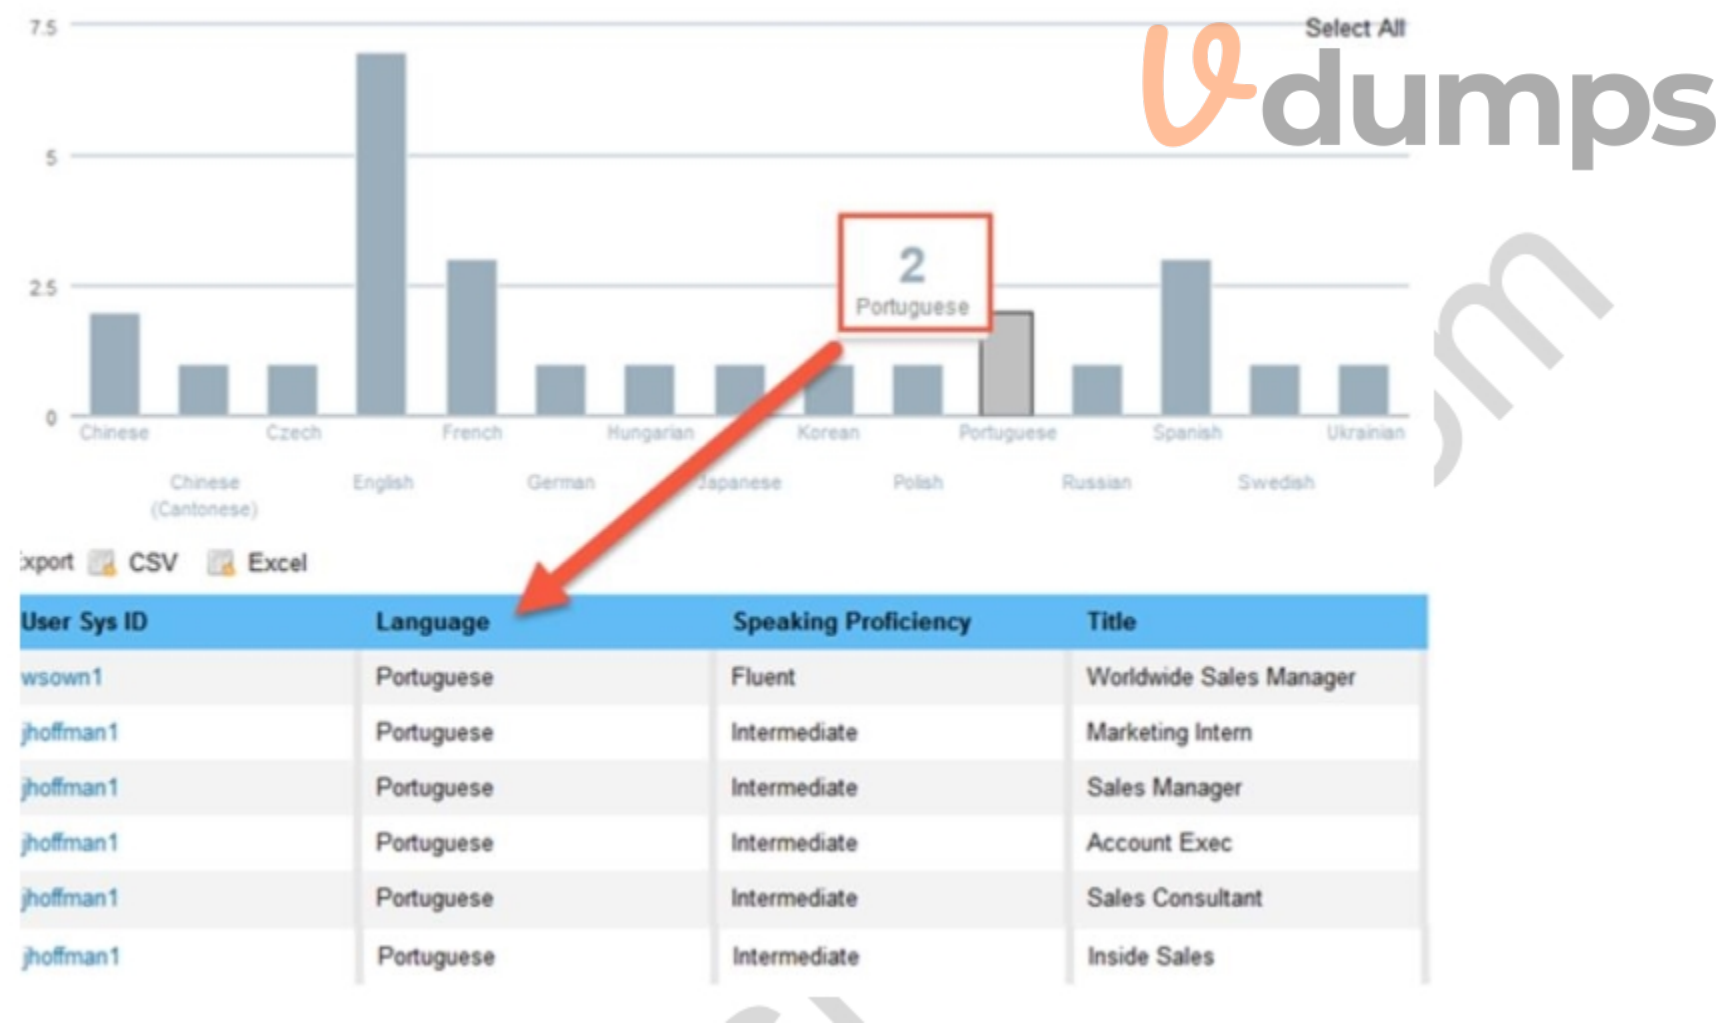 7.5
Select All
dumps
5
2
Portuguese
2.5
0
Chinese Czech French Hungarian Korean Portuguese Spanish Ukrainian
Chinese English German Japanese Polish Russian Swedish
(Cantonese)
xport CSV Excel
User Sys ID Language Speaking Proficiency Title
wsown1 Portuguese Fluent Worldwide Sales Manager
jhoffman1 Portuguese Intermediate Marketing Intern
jhoffman1 Portuguese Intermediate Sales Manager
jhoffman1 Portuguese Intermediate Account Exec
jhoffman1 Portuguese Intermediate Sales Consultant
jhoffman1 Portuguese Intermediate Inside Sales